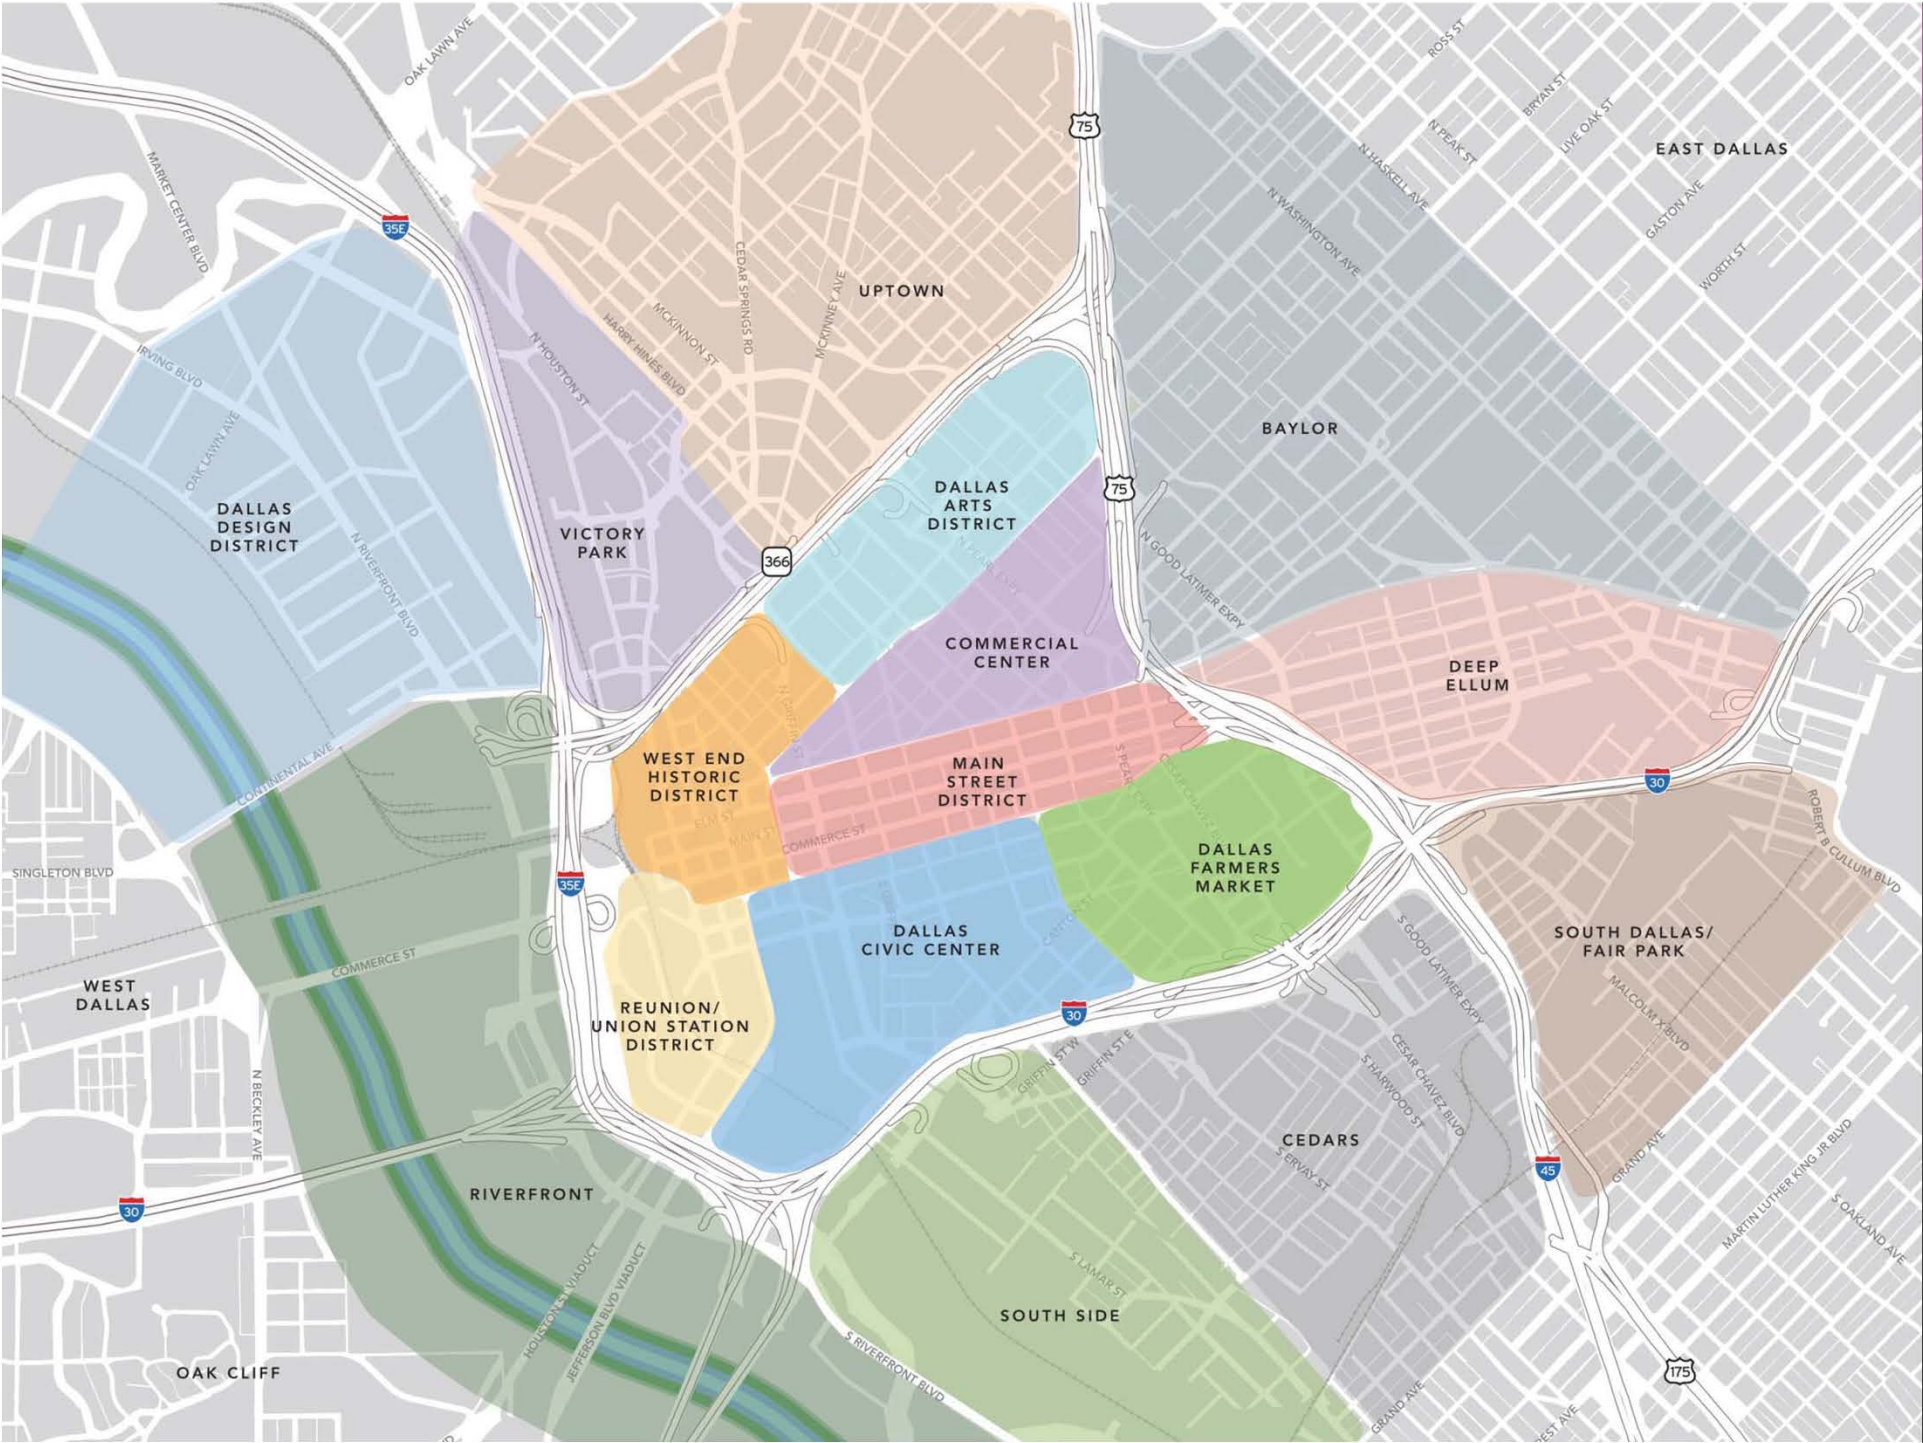 OAK LAWN AVE
ROSS ST
BRYAN ST
LIVE OAK ST
N PEAK ST
EAST DALLAS
75
N HASKELL AVE
GASTON AVE
WORTH ST
N WASHINGTON AVE
MARKET CENTER BLVD
35E
UPTOWN
CEDAR SPRINGS RD
MCKINNEY AVE
MCKINNON ST
HARRY HINES BLVD
N HOUSTON ST
IRVING BLVD
OAK LAWN AVE
BAYLOR
DALLAS
DESIGN
DISTRICT
N RIVERFRONT BLVD
VICTORY
PARK
366
DALLAS
ARTS
DISTRICT
75
N GOOD LATIMER EXPY
COMMERCIAL
CENTER
DEEP
ELLUM
N GRIFFIN ST
CONTINENTAL AVE
WEST END
HISTORIC
DISTRICT
ELM ST
MAIN ST
COMMERCE ST
MAIN
STREET
DISTRICT
30
ROBERT B CULLUM BLVD
SINGLETON BLVD
35E
DALLAS
FARMERS
MARKET
CANTON ST
DALLAS
CIVIC CENTER
COMMERCE ST
WEST
DALLAS
REUNION/
UNION STATION
DISTRICT
30
S GOOD LATIMER EXPY
SOUTH DALLAS/
FAIR PARK
MALCOLM X BLVD
GRIFFIN ST W
GRIFFIN ST E
CESAR CHAVEZ BLVD
S HARWOOD ST
N BECKLEY AVE
CEDARS
S ERVAY ST
45
GRAND AVE
MARTIN LUTHER KING JR BLVD
S OAKLAND AVE
30
RIVERFRONT
HOUSTON ST VIADUCT
JEFFERSON BLVD VIADUCT
S LAMAR ST
SOUTH SIDE
S RIVERFRONT BLVD
OAK CLIFF
175
GRAND AVE